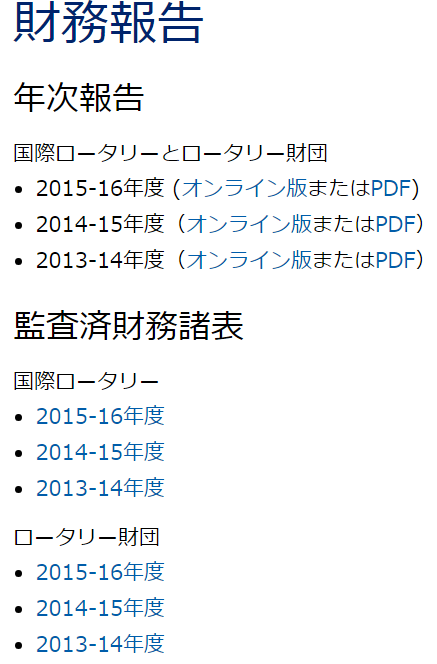 財務報告
年次報告
国際ロータリーとロータリー財団
• 2015-16年度 (オンライン版またはPDF)
• 2014-15年度（オンライン版またはPDF）
• 2013-14年度（オンライン版またはPDF）
監査済財務諸表
国際ロータリー
• 2015-16年度
• 2014-15年度
• 2013-14年度
ロータリー財団
• 2015-16年度
• 2014-15年度
• 2013-14年度